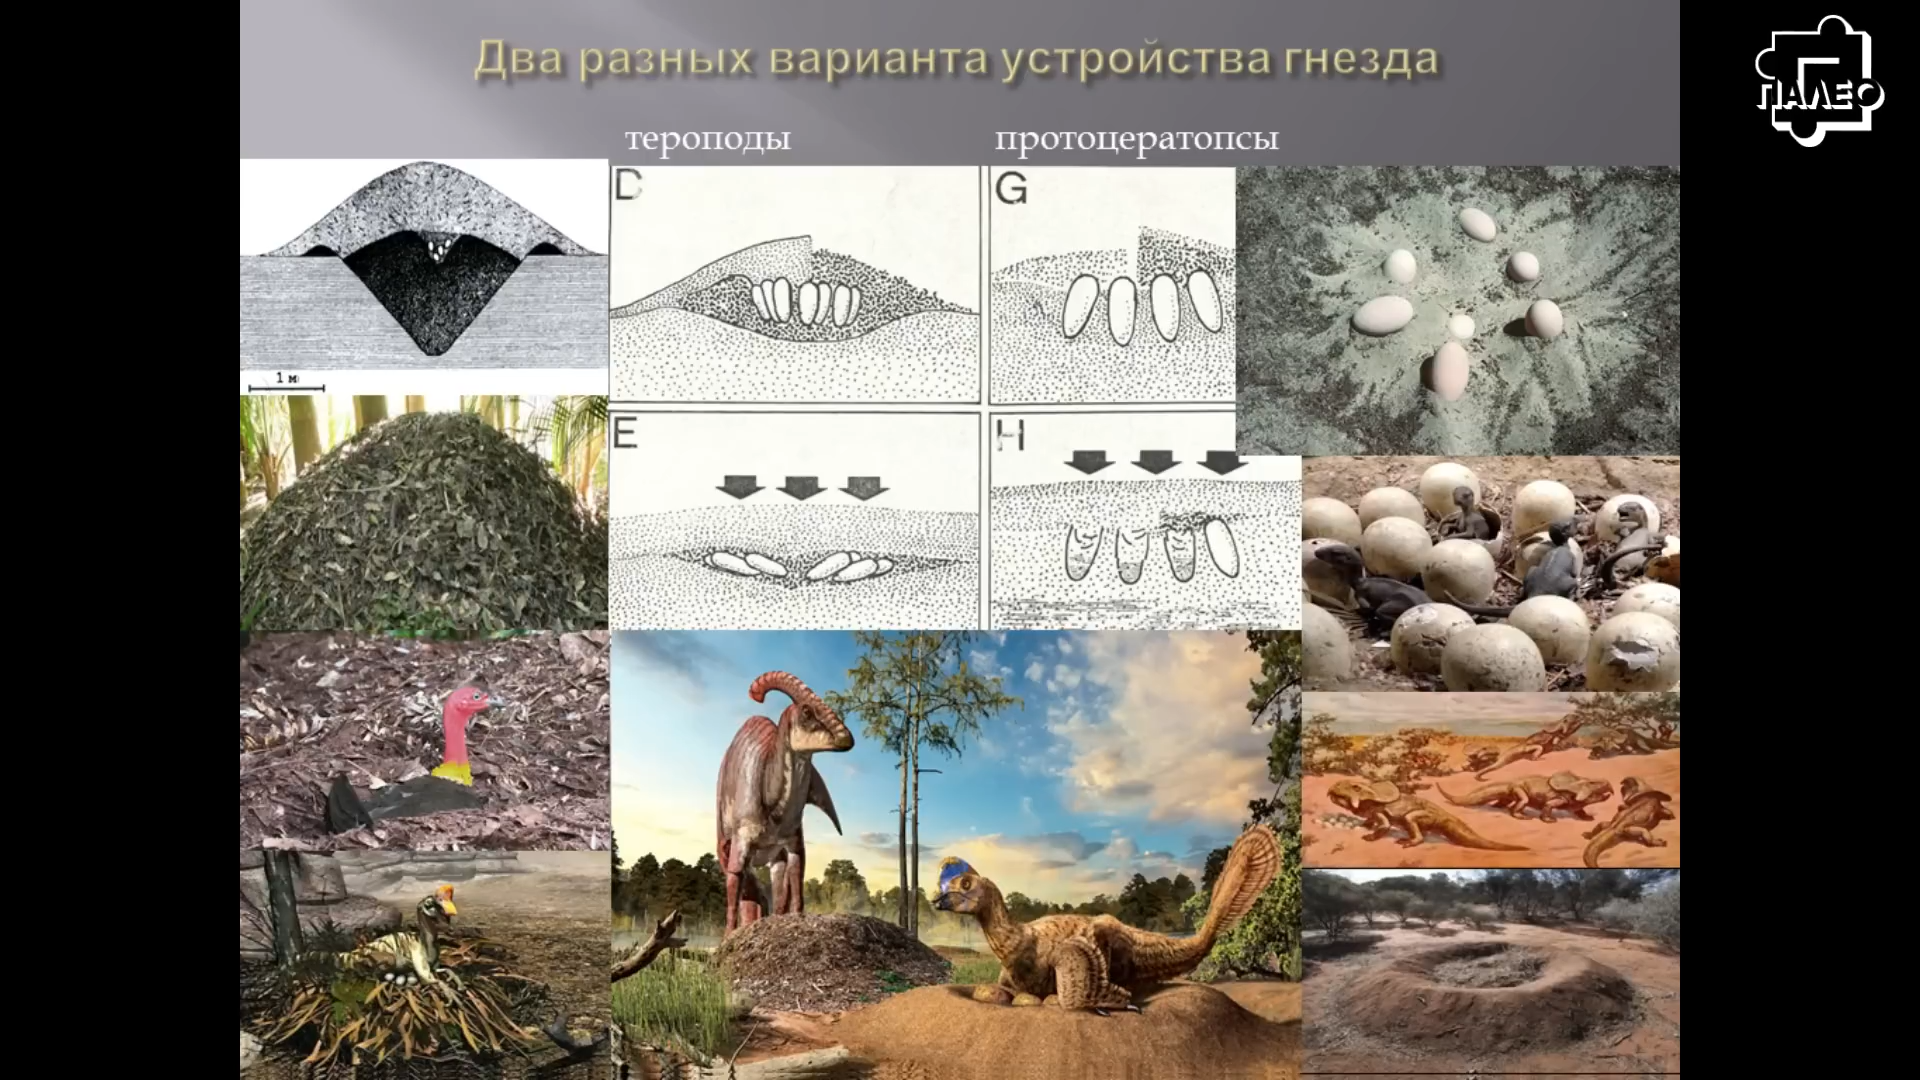 Два разных варианта устройства гнезда
ПАЛЕО
тероподы
протоцератопсы
D
G
1 м
E
H